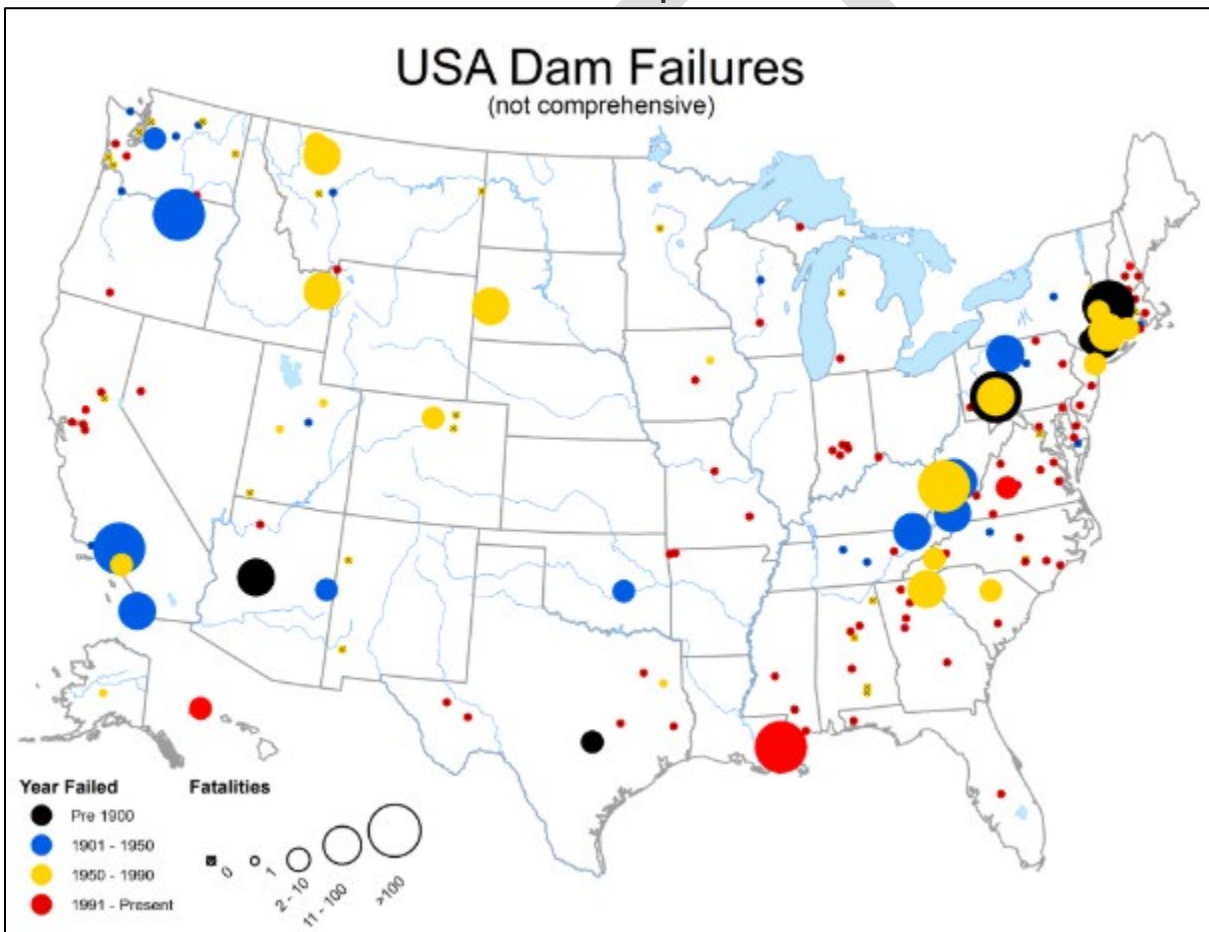 USA Dam Failures
(not comprehensive)
Year Failed
Pre 1900
1901 - 1950
1950 - 1990
1991 - Present
Fatalities
0
1
2 - 10
11 - 100
>100